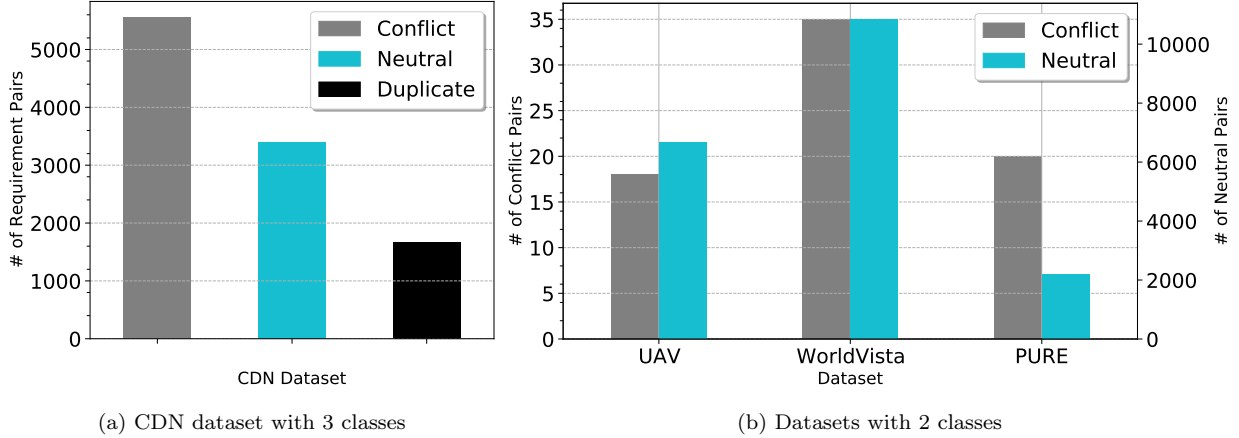 # of Requirement Pairs
5000
4000
3000
2000
1000
0
Conflict
Neutral
Duplicate
CDN Dataset
(a) CDN dataset with 3 classes
# of Conflict Pairs
35
30
25
20
15
10
5
0
Conflict
Neutral
10000
8000
6000
4000
2000
0
# of Neutral Pairs
UAV WorldVista PURE
Dataset
(b) Datasets with 2 classes